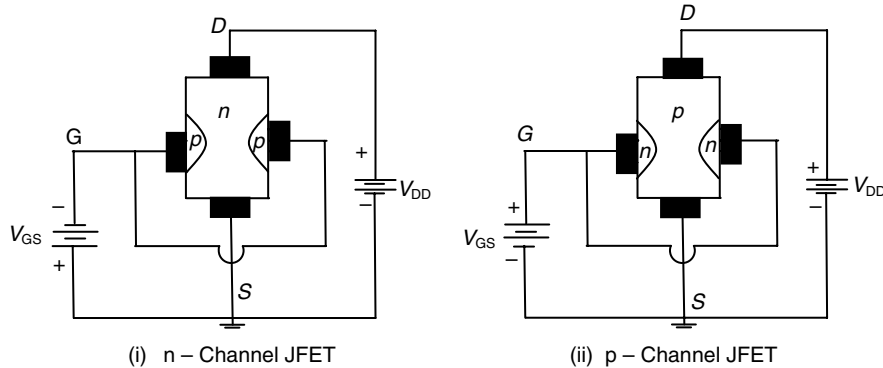 D
n
G
p p
+
–
V_DD
–
V_GS
+
S
(i) n – Channel JFET
D
p
G
n n
+
–
V_DD
+
V_GS
–
S
(ii) p – Channel JFET